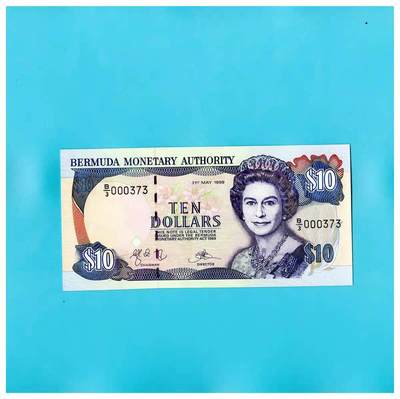 BERMUDA MONETARY AUTHORITY
B/3 000373
31ST MAY 1999
$10
TEN
DOLLARS
B/3 000373
THIS NOTE IS LEGAL TENDER
ISSUED UNDER THE BERMUDA
MONETARY AUTHORITY ACT 1969
$10
CHAIRMAN
DIRECTOR
$10